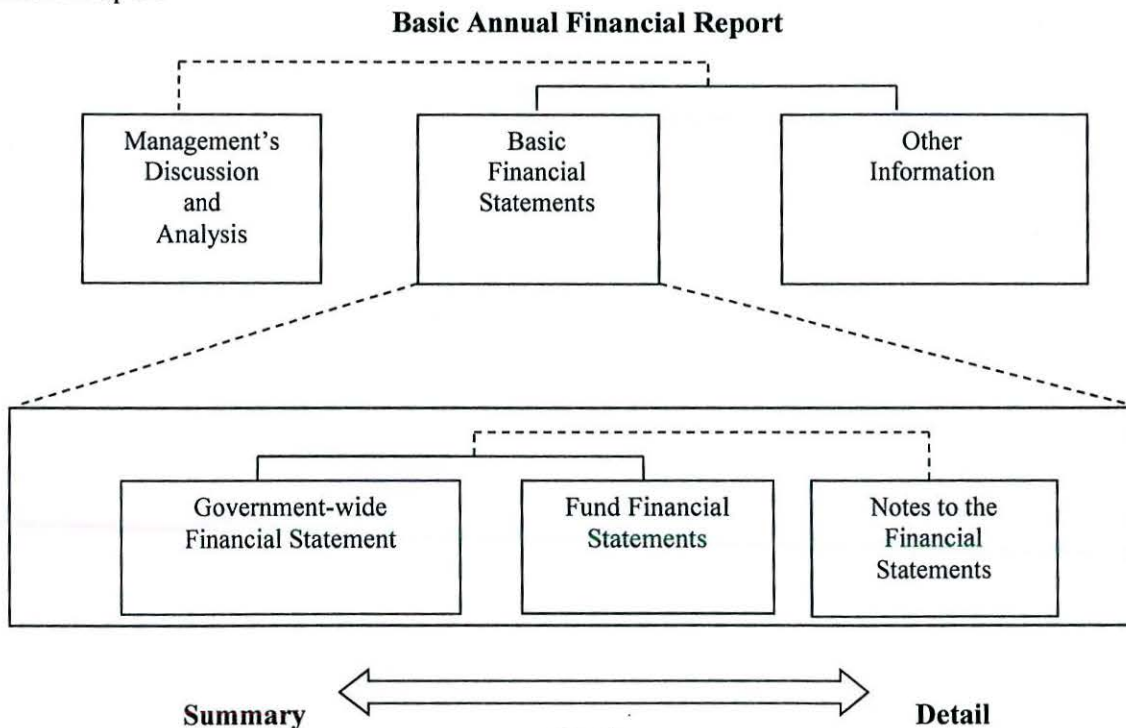 Basic Annual Financial Report
Management's
Discussion
and
Analysis
Basic
Financial
Statements
Other
Information
Government-wide
Financial Statement
Fund Financial
Statements
Notes to the
Financial
Statements
Summary
Detail